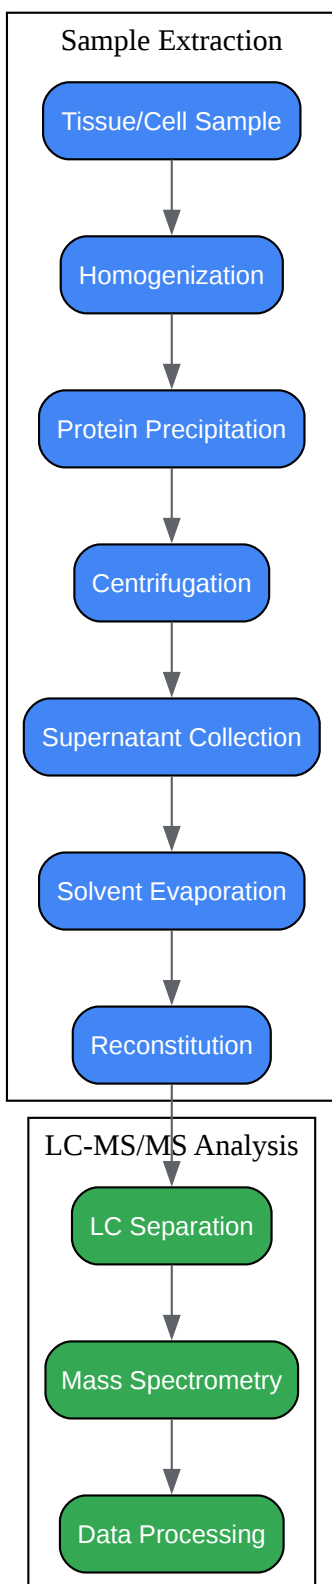 Sample Extraction
Tissue/Cell Sample
Homogenization
Protein Precipitation
Centrifugation
Supernatant Collection
Solvent Evaporation
Reconstitution
LC-MS/MS Analysis
LC Separation
Mass Spectrometry
Data Processing